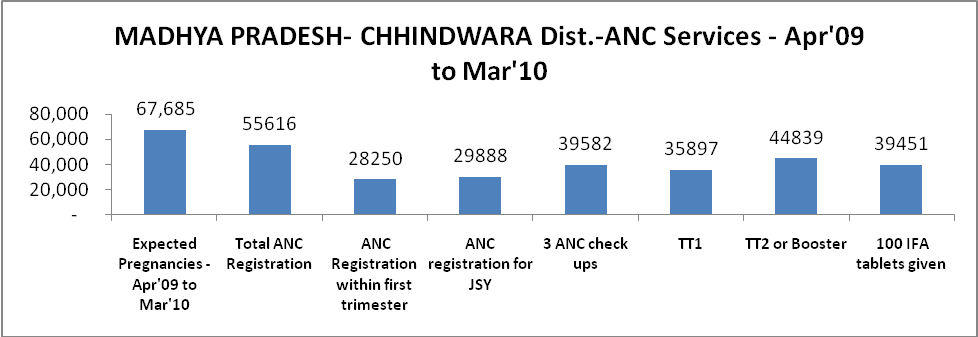 MADHYA PRADESH- CHHINDWARA Dist.-ANC Services - Apr'09
to Mar'10
80,000
60,000
40,000
20,000
-
67,685
55616
28250
29888
39582
35897
44839
39451
Expected
Pregnancies -
Apr'09 to
Mar'10
Total ANC
Registration
ANC
Registration
within first
trimester
ANC
registration for
JSY
3 ANC check
ups
TT1
TT2 or Booster
100 IFA
tablets given